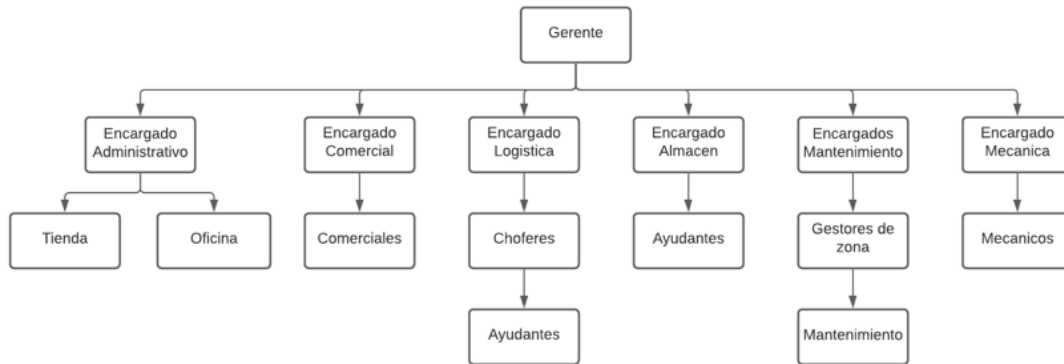 Gerente
Encargado
Administrativo
Encargado
Comercial
Encargado
Logistica
Encargado
Almacen
Encargados
Mantenimiento
Encargado
Mecanica
Tienda
Oficina
Comerciales
Choferes
Ayudantes
Gestores de
zona
Mecanicos
Ayudantes
Mantenimiento